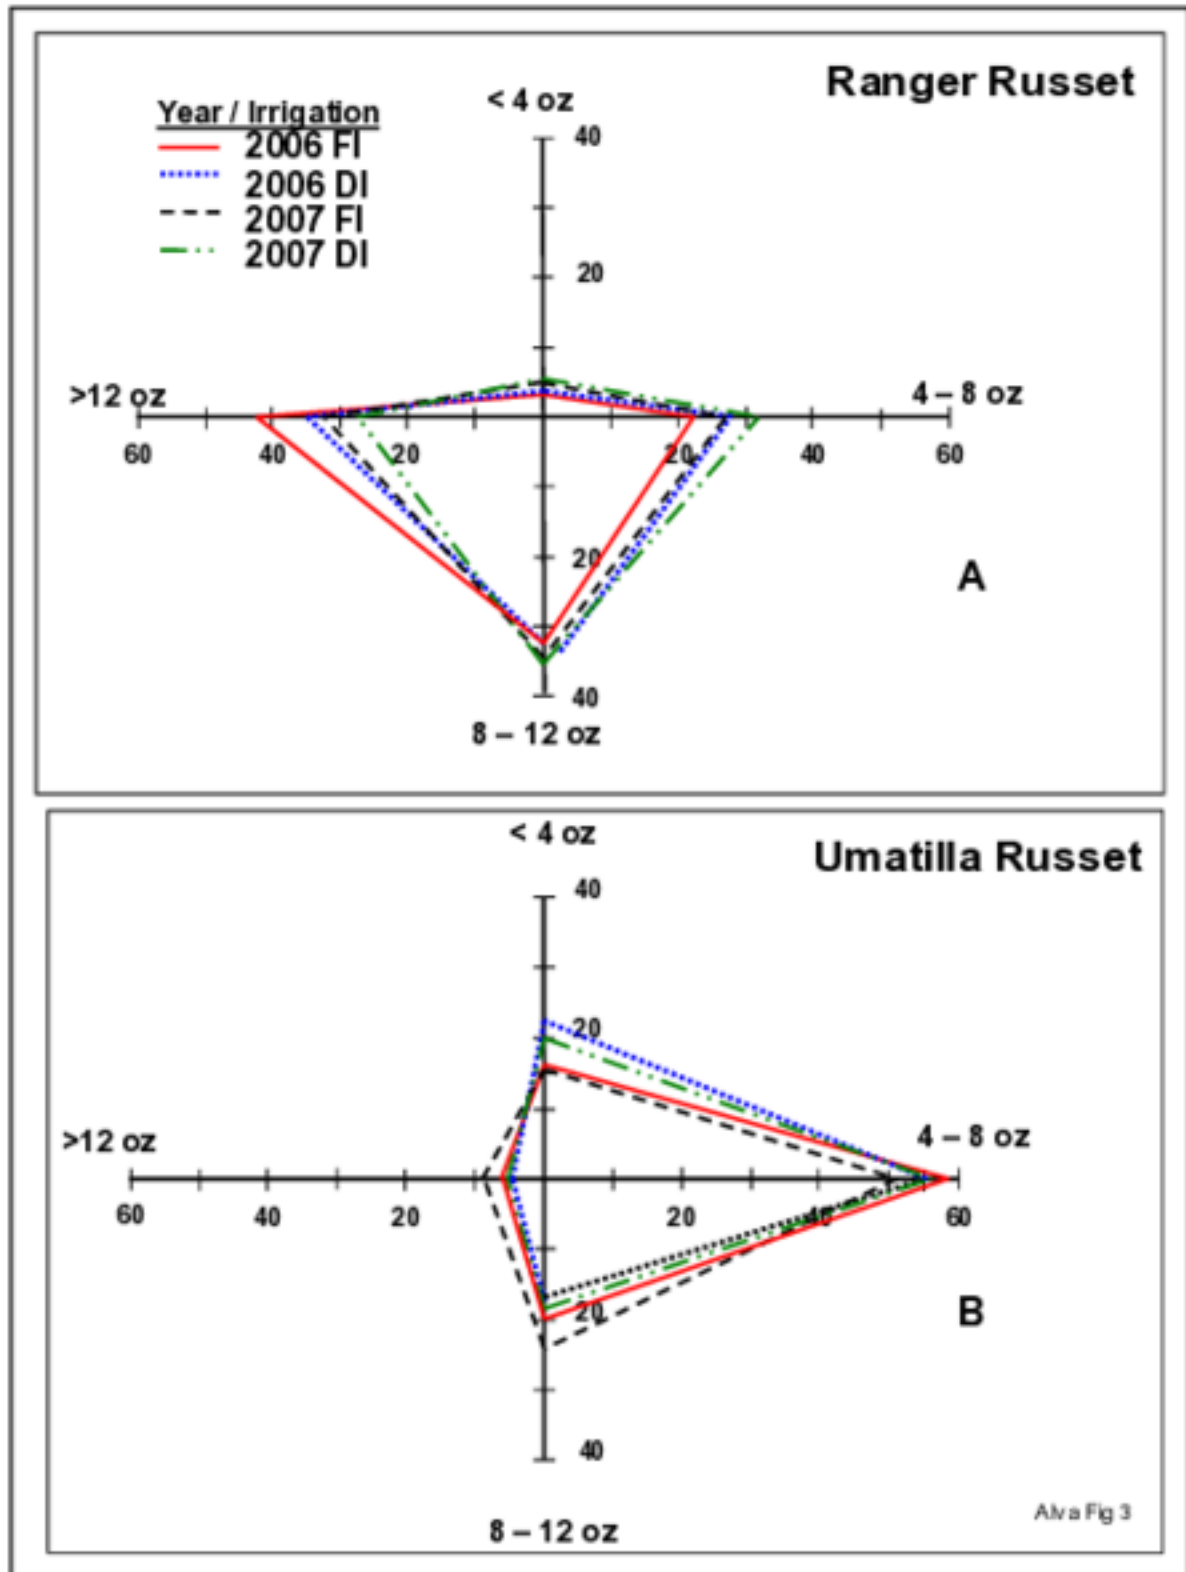 Ranger Russet
< 4 oz
Year / Irrigation
2006 FI
2006 DI
2007 FI
2007 DI
40
20
>12 oz
4 – 8 oz
60
40
20
20
40
60
20
A
40
8 – 12 oz
< 4 oz
Umatilla Russet
40
20
>12 oz
4 – 8 oz
60
40
20
20
40
60
20
B
40
Alva Fig 3
8 – 12 oz